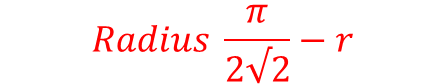 Radius π/(2√2) − r